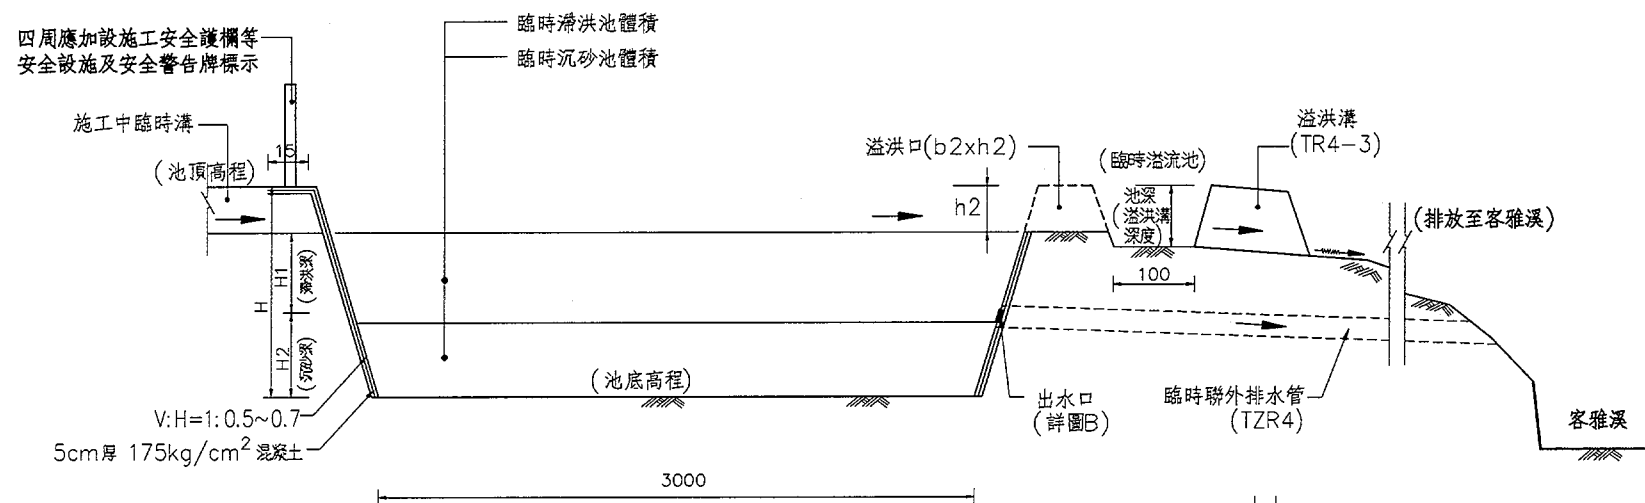 臨時滯洪池體積
臨時沉砂池體積
四周應加設施工安全護欄等
安全設施及安全警告牌標示
施工中臨時溝
15
(池頂高程)
溢洪口(b2xh2)
(臨時溢流池)
溢洪溝
(TR4-3)
h2
池深
(溢洪溝
深度)
(排放至客雅溪)
100
H
H1
(滯洪深)
H2
(沉砂深)
(池底高程)
V:H=1:0.5~0.7
5cm厚 175kg/cm² 混凝土
出水口
(詳圖B)
臨時聯外排水管
(TZR4)
客雅溪
3000